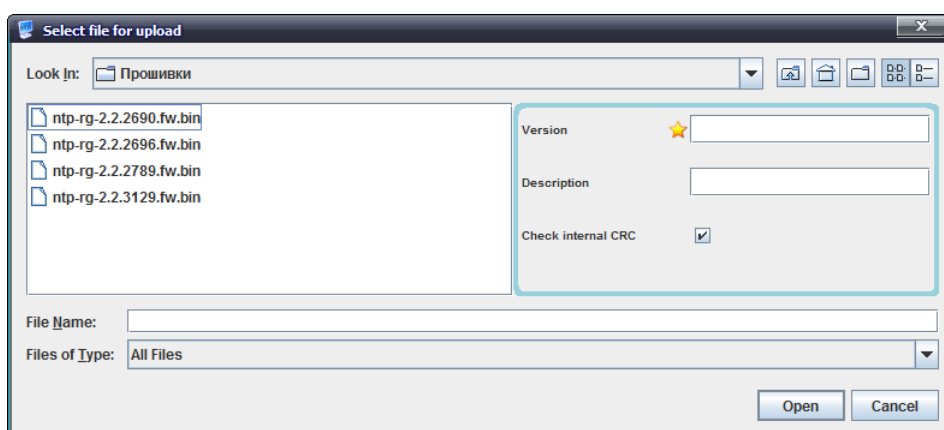 Select file for upload
Look In: Прошивки
ntp-rg-2.2.2690.fw.bin
ntp-rg-2.2.2696.fw.bin
ntp-rg-2.2.2789.fw.bin
ntp-rg-2.2.3129.fw.bin
Version
Description
Check internal CRC
File Name:
Files of Type: All Files
Open Cancel